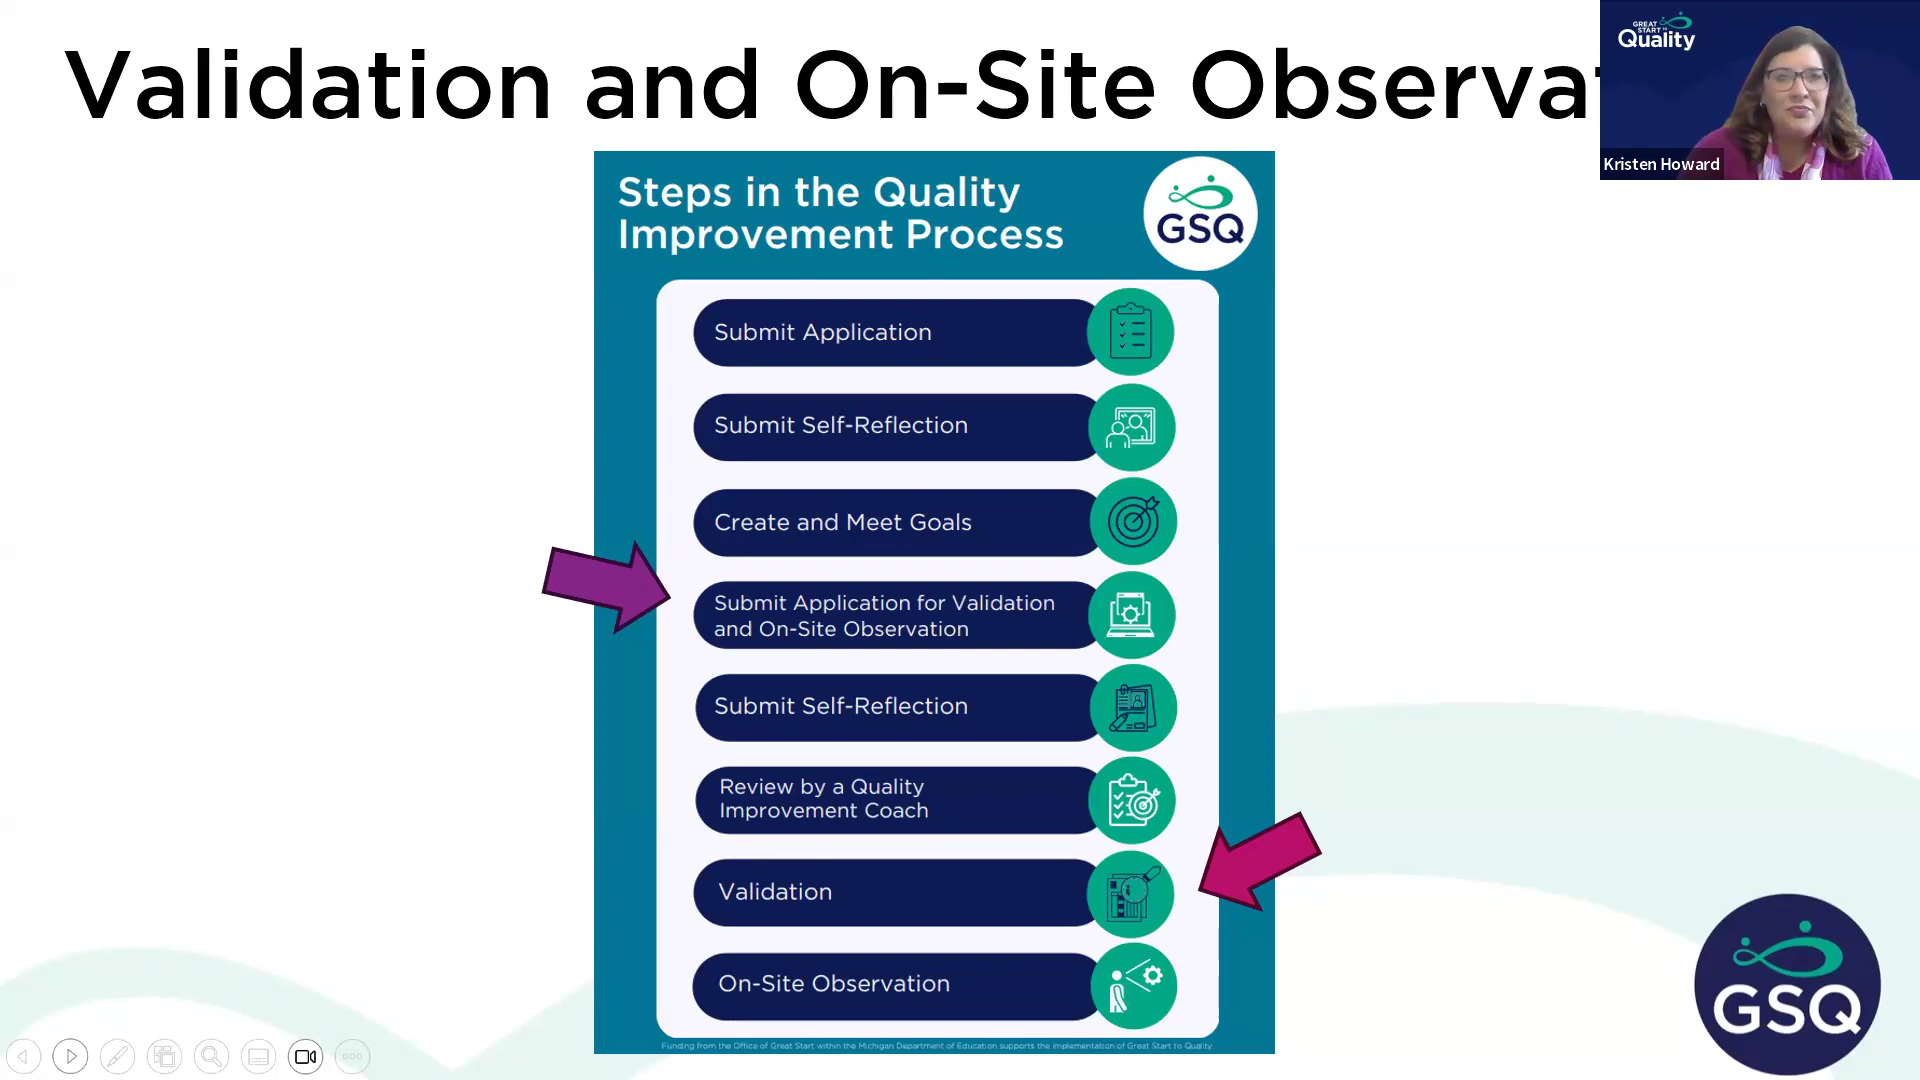 Validation and On-Site Observat
GREAT
START TO
Quality
Kristen Howard
Steps in the Quality
Improvement Process
GSQ
Submit Application
Submit Self-Reflection
Create and Meet Goals
Submit Application for Validation
and On-Site Observation
Submit Self-Reflection
Review by a Quality
Improvement Coach
Validation
On-Site Observation
Funding from the Office of Great Start within the Michigan Department of Education supports the implementation of Great Start to Quality.
GSQ